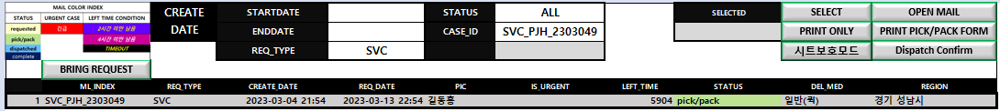 MAIL COLOR INDEX
STATUS URGENT CASE LEFT TIME CONDITION
requested 긴급 2시간 미만 남음
pick/pack 4시간 미만 남음
dispatched TIMEOUT
complete
BRING REQUEST
CREATE DATE
STARTDATE STATUS ALL
ENDDATE CASE_ID SVC_PJH_2303049
REQ_TYPE SVC
SELECTED
SELECT OPEN MAIL
PRINT ONLY PRINT PICK/PACK FORM
시트보호모드 Dispatch Confirm
ML_INDEX REQ_TYPE CREATE_DATE REQ_DATE PIC IS_URGENT LEFT_TIME STATUS DEL_MED REGION
1 SVC_PJH_2303049 SVC 2023-03-04 21:54 2023-03-13 22:54 길동홍 5904 pick/pack 일반(퀵) 경기 성남시